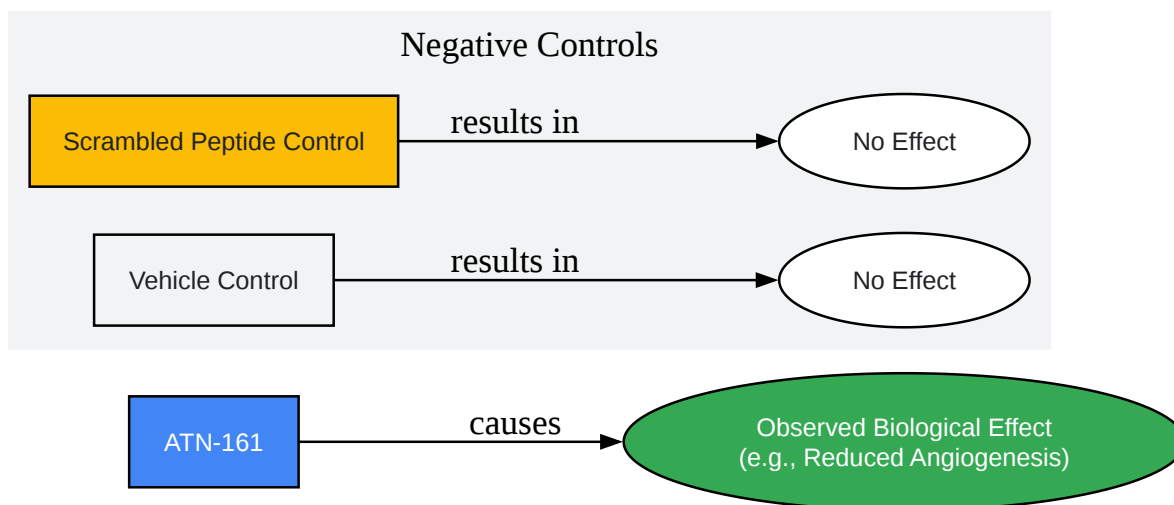 Negative Controls
Scrambled Peptide Control
results in
No Effect
Vehicle Control
results in
No Effect
ATN-161
causes
Observed Biological Effect
(e.g., Reduced Angiogenesis)